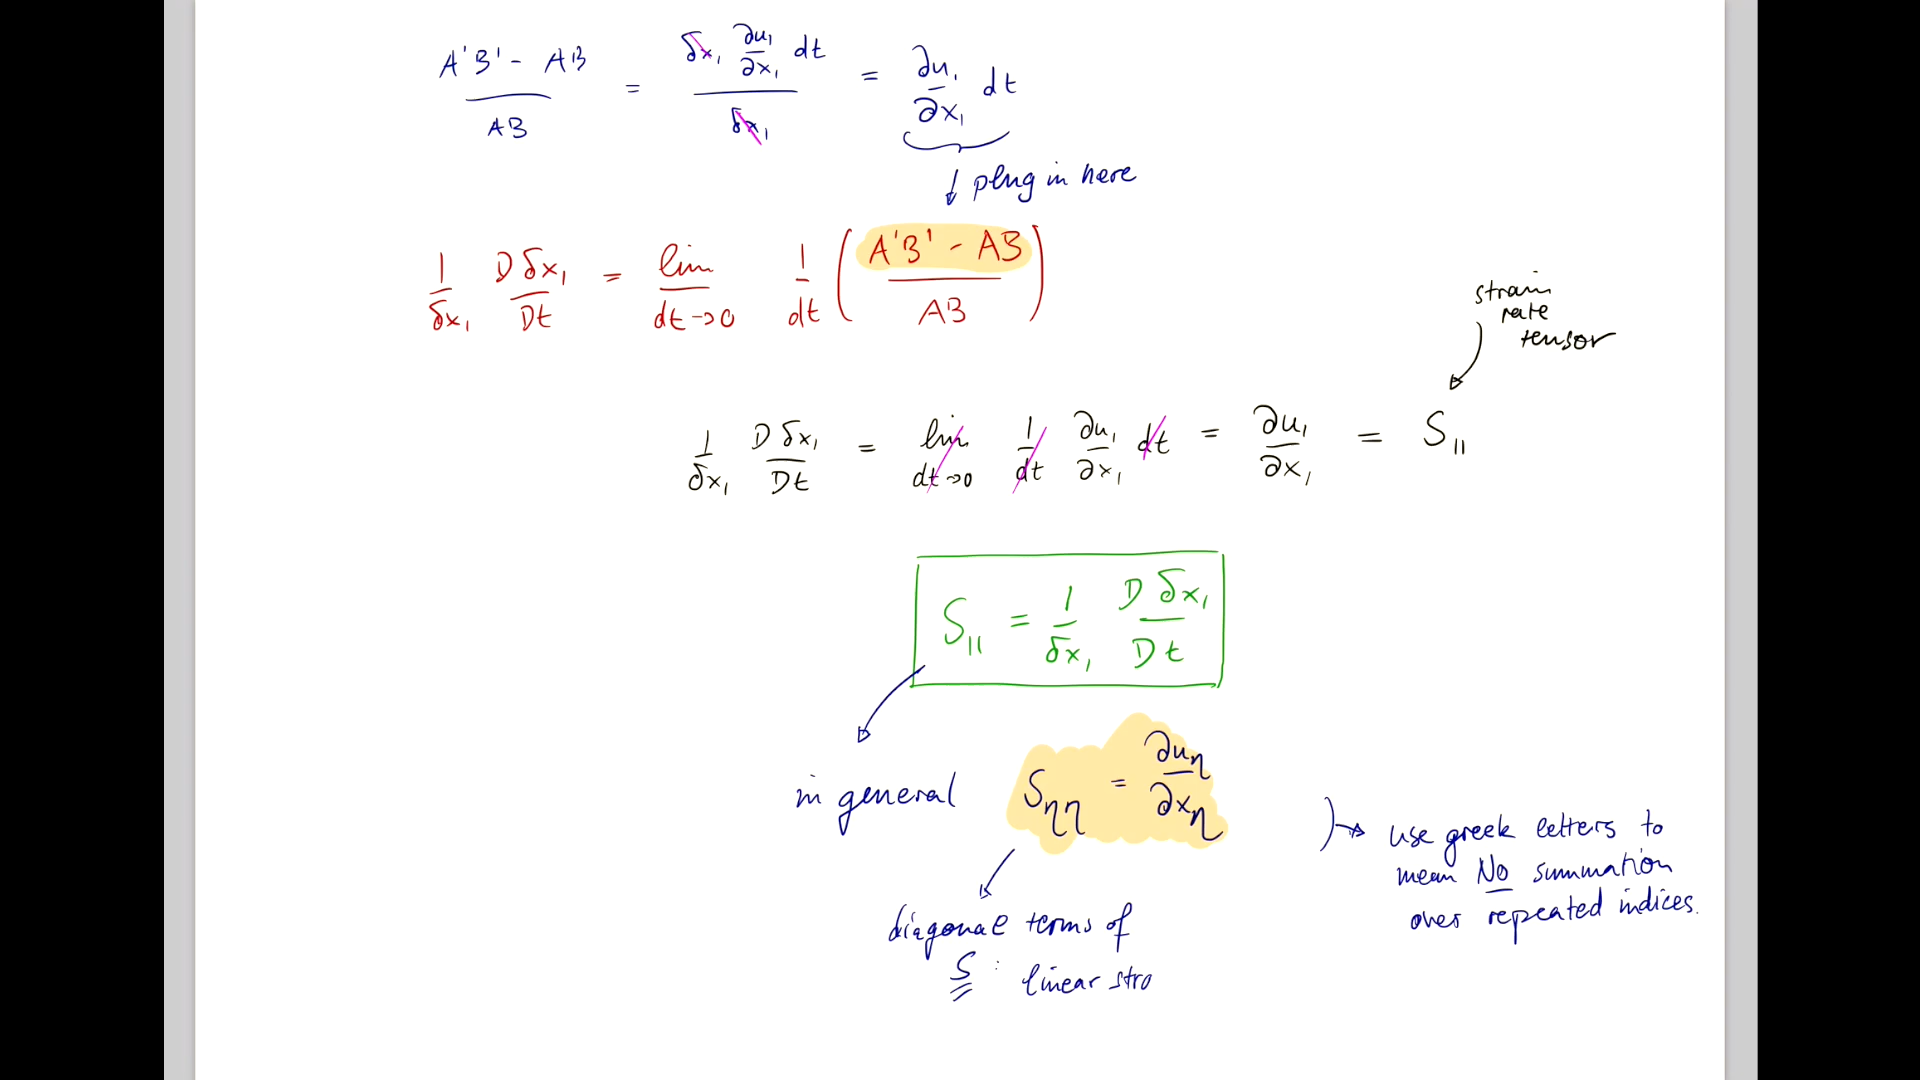 A'B' - AB / AB = δx₁ ∂u₁/∂x₁ dt / δx₁ = ∂u₁/∂x₁ dt
↓ plug in here
1/δx₁ Dδx₁/Dt = lim dt→0 1/dt ( A'B' - AB / AB )
strain
rate
tensor
1/δx₁ Dδx₁/Dt = lim dt→0 1/dt ∂u₁/∂x₁ dt = ∂u₁/∂x₁ = S₁₁
S₁₁ = 1/δx₁ Dδx₁/Dt
in general Sηη = ∂uη/∂xη
use greek letters to
mean No summation
over repeated indices.
diagonal terms of
S : linear stra